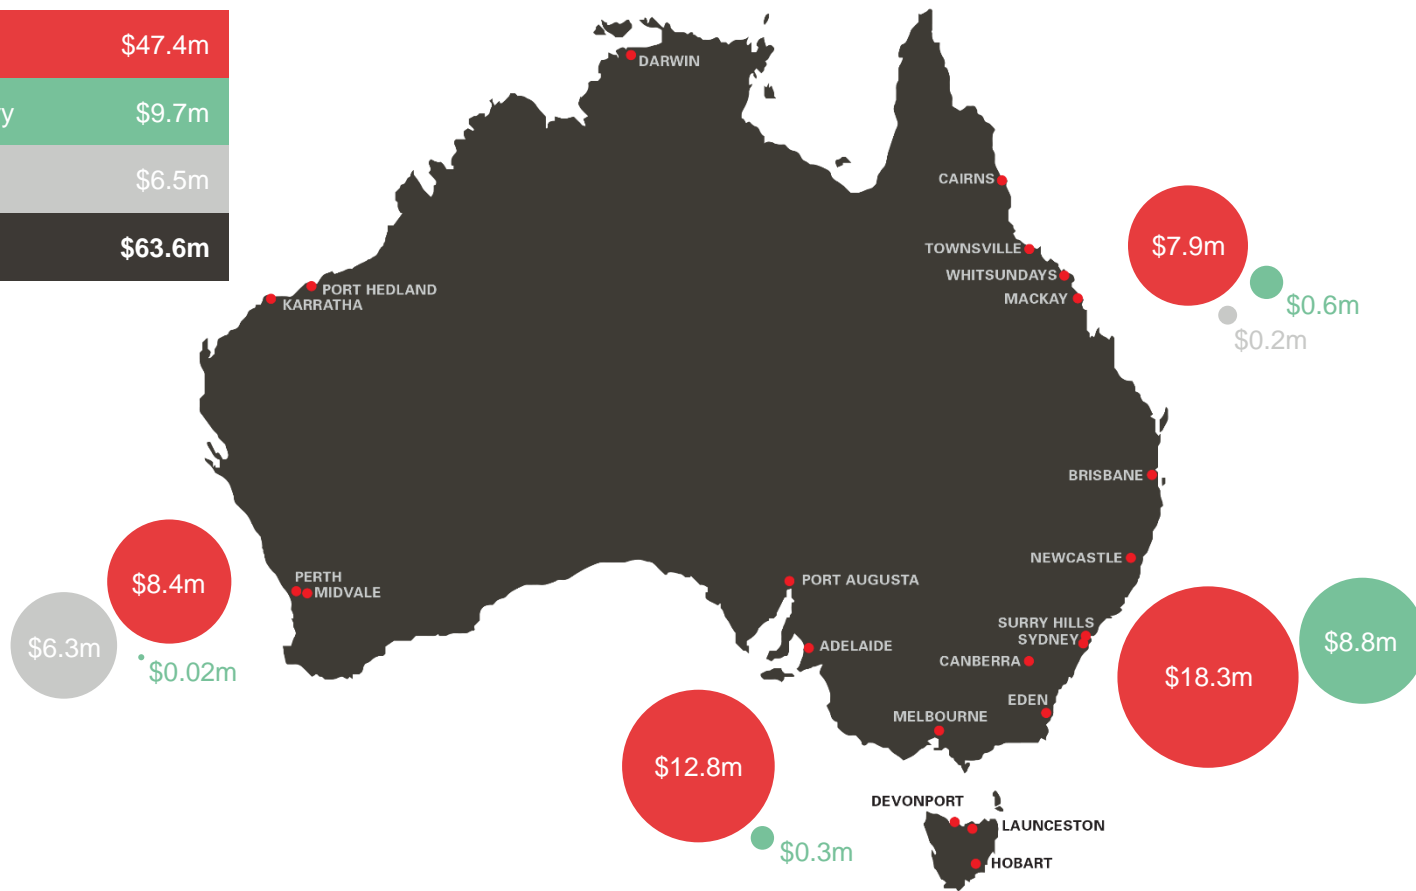 $47.4m
$9.7m
$6.5m
$63.6m
DARWIN
CAIRNS
TOWNSVILLE
WHITSUNDAYS
MACKAY
PORT HEDLAND
KARRATHA
$7.9m
$0.6m
$0.2m
BRISBANE
NEWCASTLE
PERTH
MIDVALE
$8.4m
$6.3m
$0.02m
PORT AUGUSTA
ADELAIDE
SURRY HILLS
SYDNEY
CANBERRA
EDEN
MELBOURNE
$18.3m
$8.8m
$12.8m
$0.3m
DEVONPORT
LAUNCESTON
HOBART